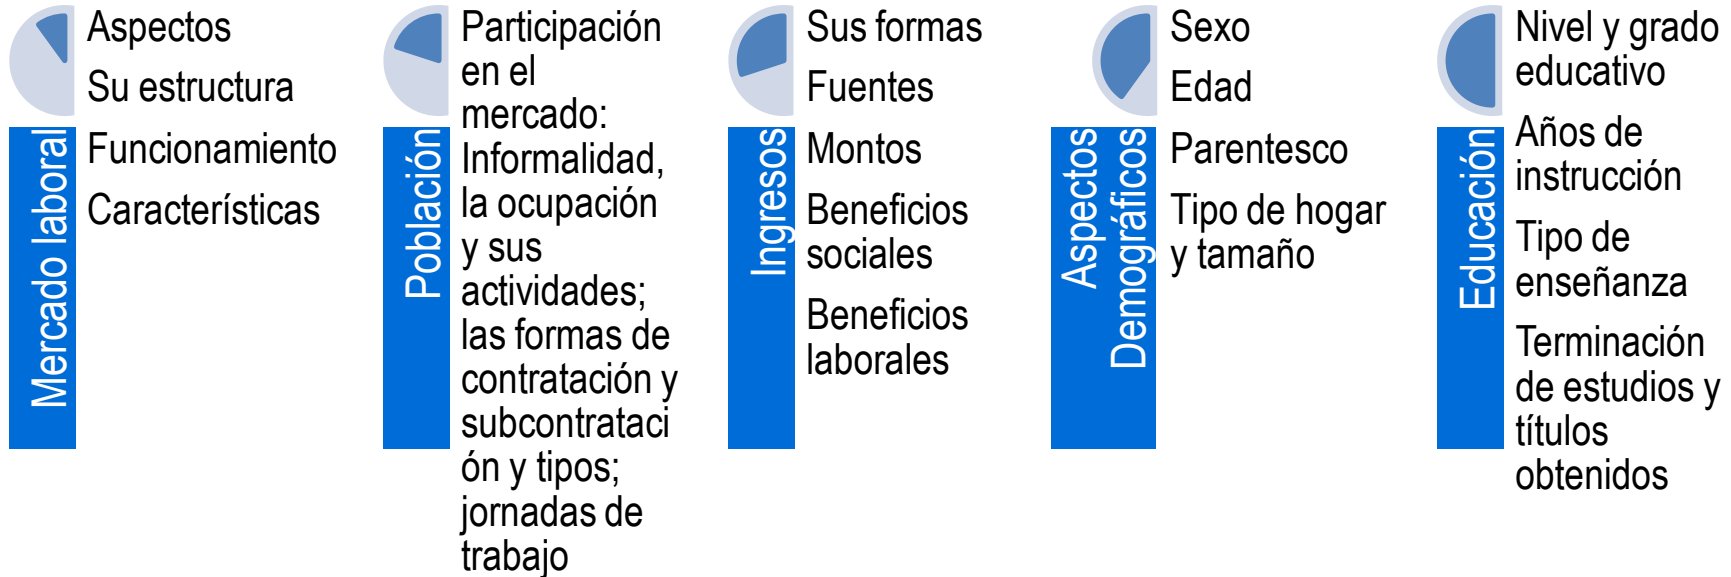 Mercado laboral
Aspectos
Su estructura
Funcionamiento
Características
Población
Participación
en el
mercado:
Informalidad,
la ocupación
y sus
actividades;
las formas de
contratación y
subcontrataci
ón y tipos;
jornadas de
trabajo
Ingresos
Sus formas
Fuentes
Montos
Beneficios
sociales
Beneficios
laborales
Aspectos
Demográficos
Sexo
Edad
Parentesco
Tipo de hogar
y tamaño
Educación
Nivel y grado
educativo
Años de
instrucción
Tipo de
enseñanza
Terminación
de estudios y
títulos
obtenidos